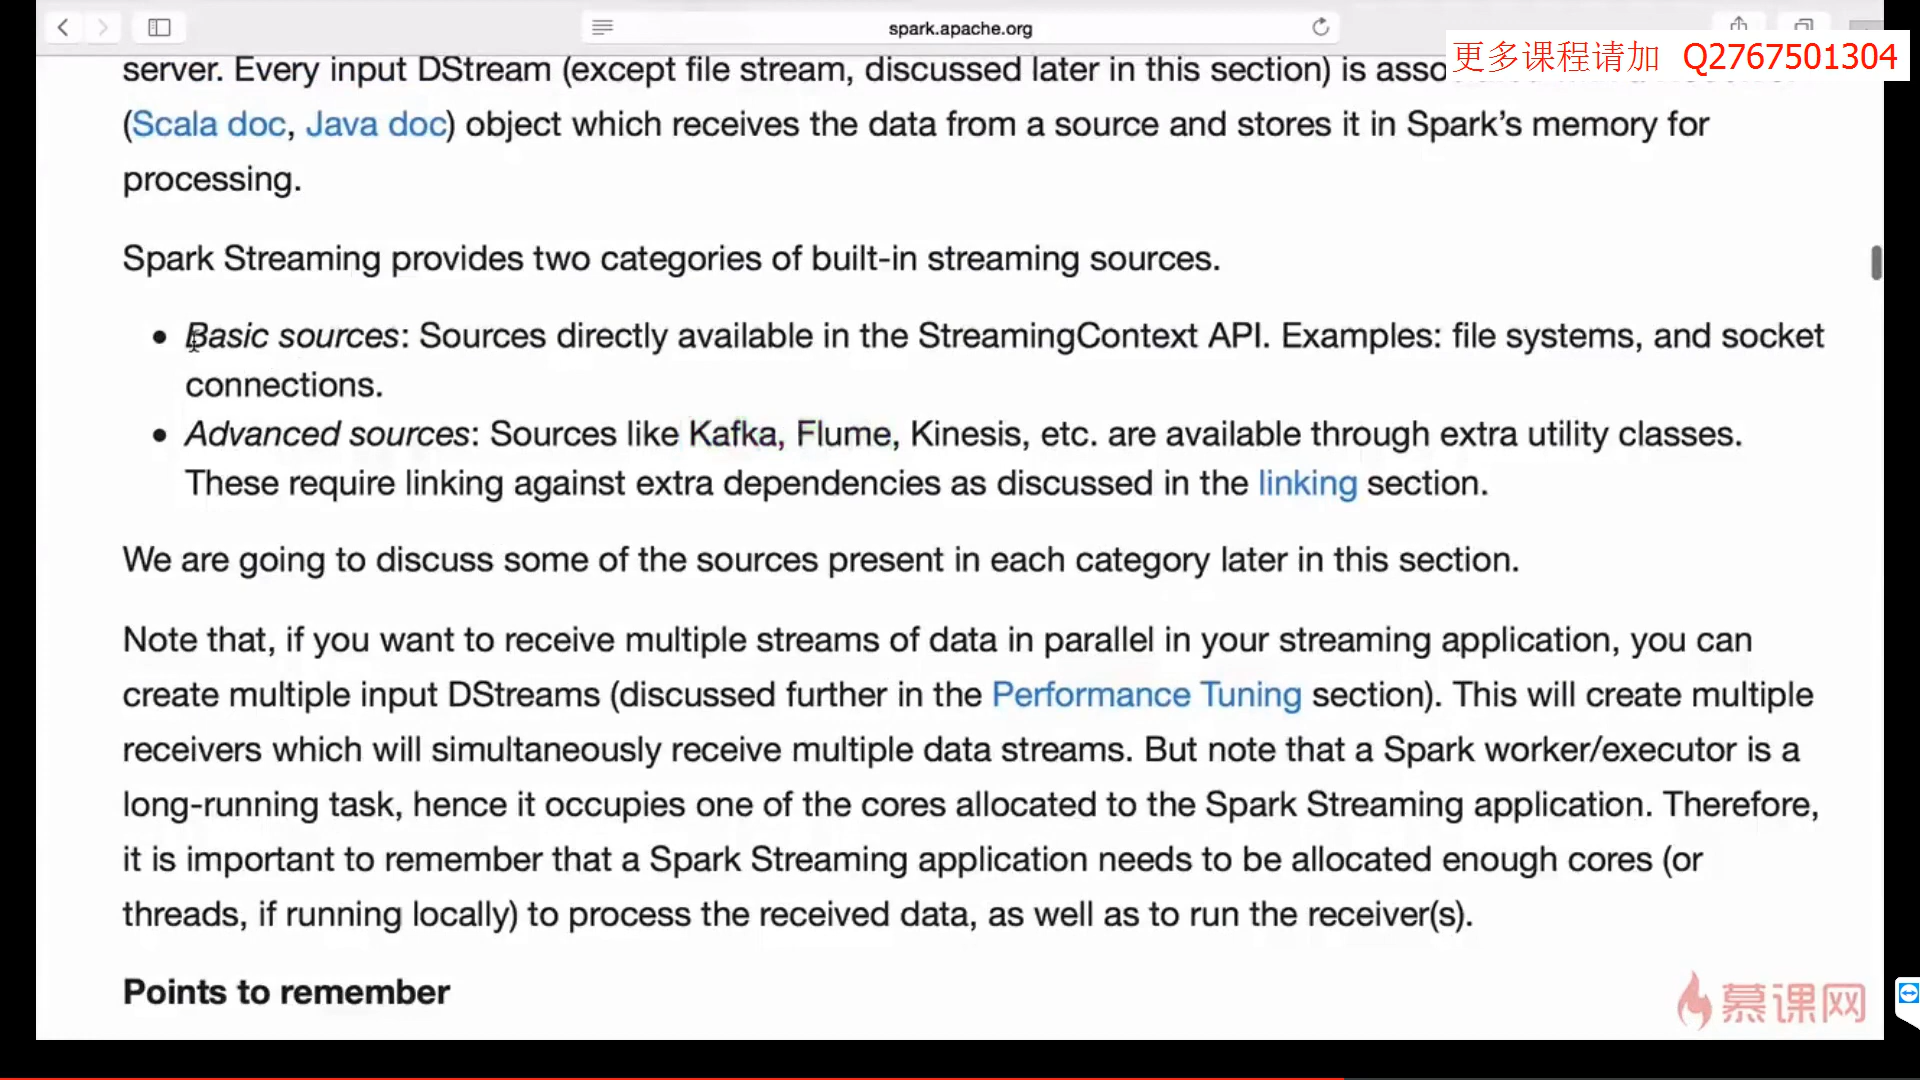 spark.apache.org
更多课程请加 Q2767501304
server. Every input DStream (except file stream, discussed later in this section) is
(Scala doc, Java doc) object which receives the data from a source and stores it in Spark’s memory for
processing.
Spark Streaming provides two categories of built-in streaming sources.
• Basic sources: Sources directly available in the StreamingContext API. Examples: file systems, and socket
connections.
• Advanced sources: Sources like Kafka, Flume, Kinesis, etc. are available through extra utility classes.
These require linking against extra dependencies as discussed in the linking section.
We are going to discuss some of the sources present in each category later in this section.
Note that, if you want to receive multiple streams of data in parallel in your streaming application, you can
create multiple input DStreams (discussed further in the Performance Tuning section). This will create multiple
receivers which will simultaneously receive multiple data streams. But note that a Spark worker/executor is a
long-running task, hence it occupies one of the cores allocated to the Spark Streaming application. Therefore,
it is important to remember that a Spark Streaming application needs to be allocated enough cores (or
threads, if running locally) to process the received data, as well as to run the receiver(s).
Points to remember
慕课网